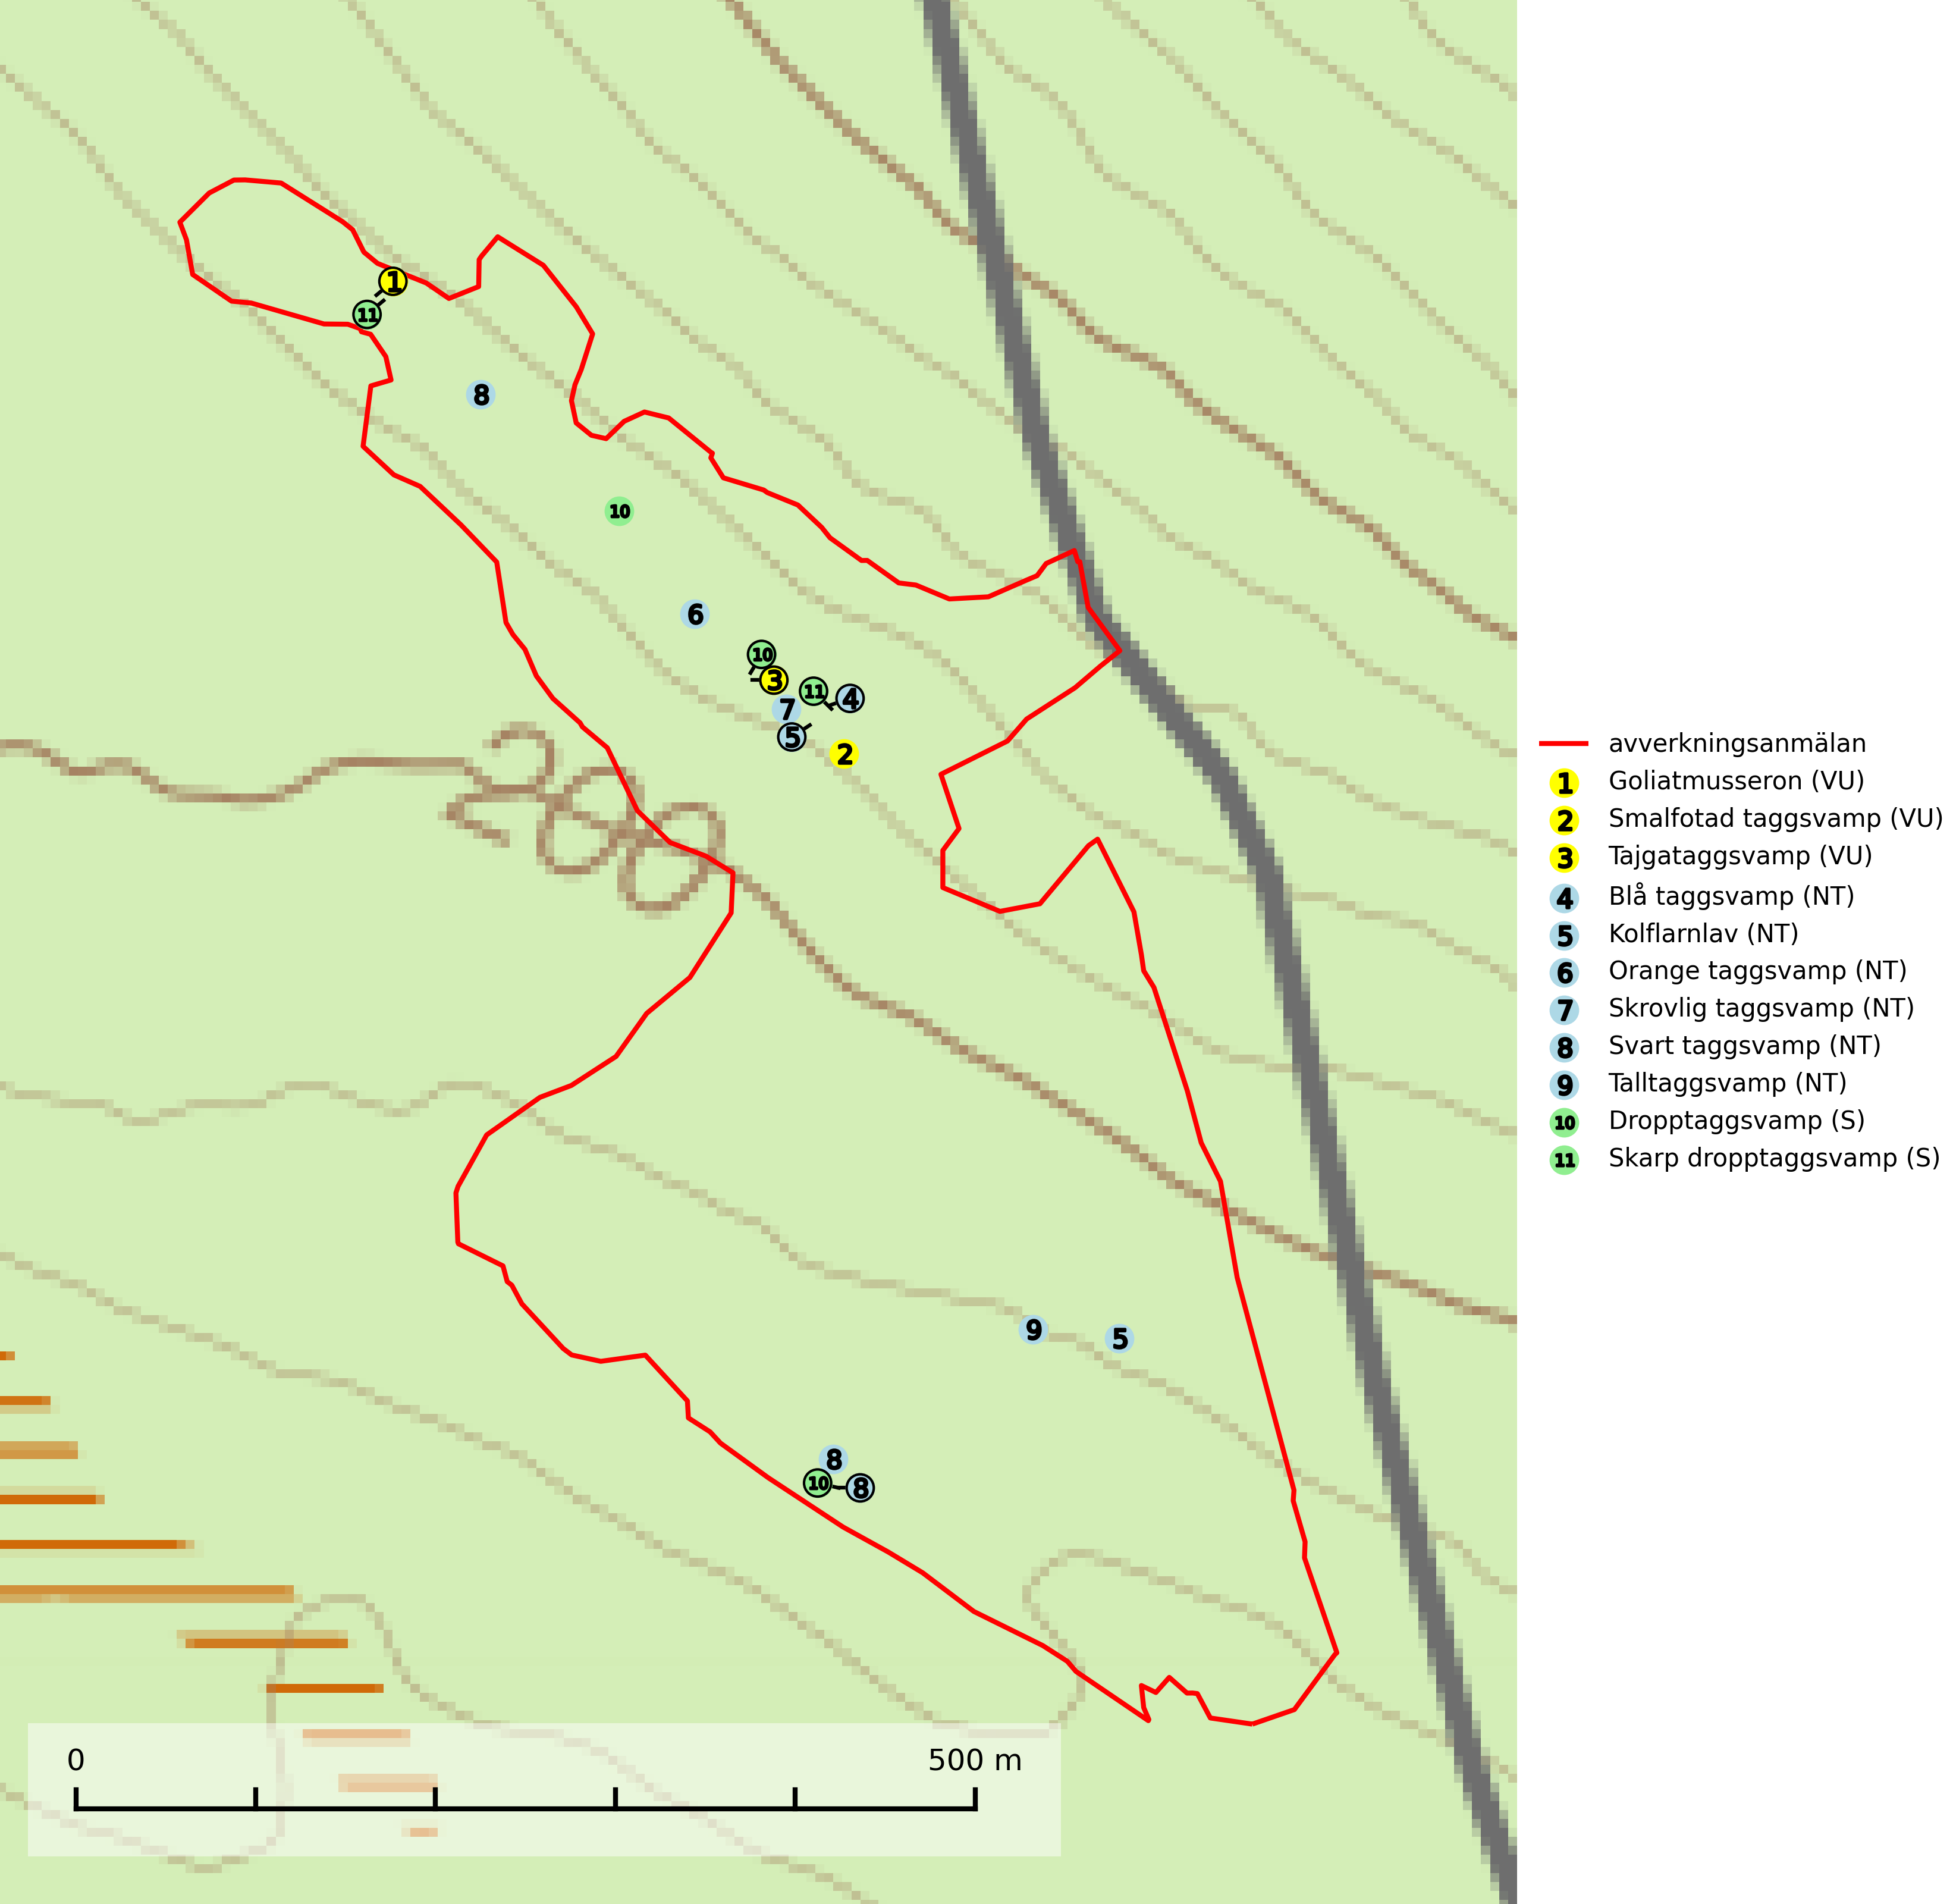 1
11
8
10
6
10
3
11
4
7
5
2
9
5
8
10
8
0 500 m
avverkningsanmälan
1 Goliatmusseron (VU)
2 Smalfotad taggsvamp (VU)
3 Tajgataggsvamp (VU)
4 Blå taggsvamp (NT)
5 Kolflarnlav (NT)
6 Orange taggsvamp (NT)
7 Skrovlig taggsvamp (NT)
8 Svart taggsvamp (NT)
9 Talltaggsvamp (NT)
10 Dropptaggsvamp (S)
11 Skarp dropptaggsvamp (S)